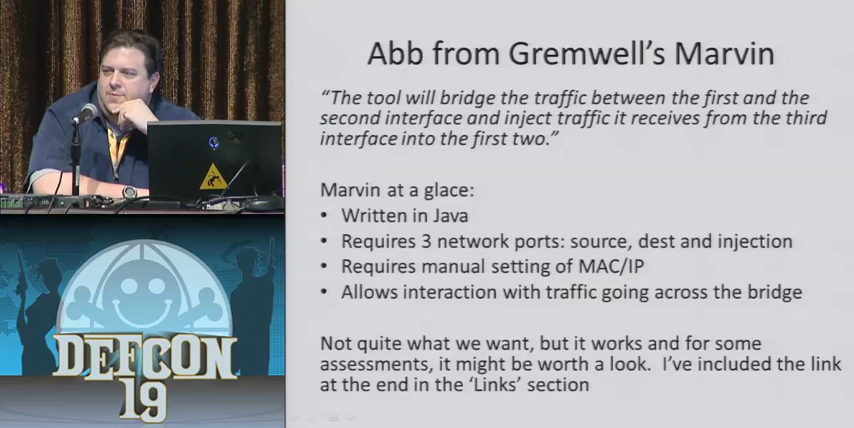 Abb from Gremwell's Marvin
"The tool will bridge the traffic between the first and the
second interface and inject traffic it receives from the third
interface into the first two."
Marvin at a glance:
• Written in Java
• Requires 3 network ports: source, dest and injection
• Requires manual setting of MAC/IP
• Allows interaction with traffic going across the bridge
Not quite what we want, but it works and for some
assessments, it might be worth a look. I've included the link
at the end in the 'Links' section
DEFCON
19